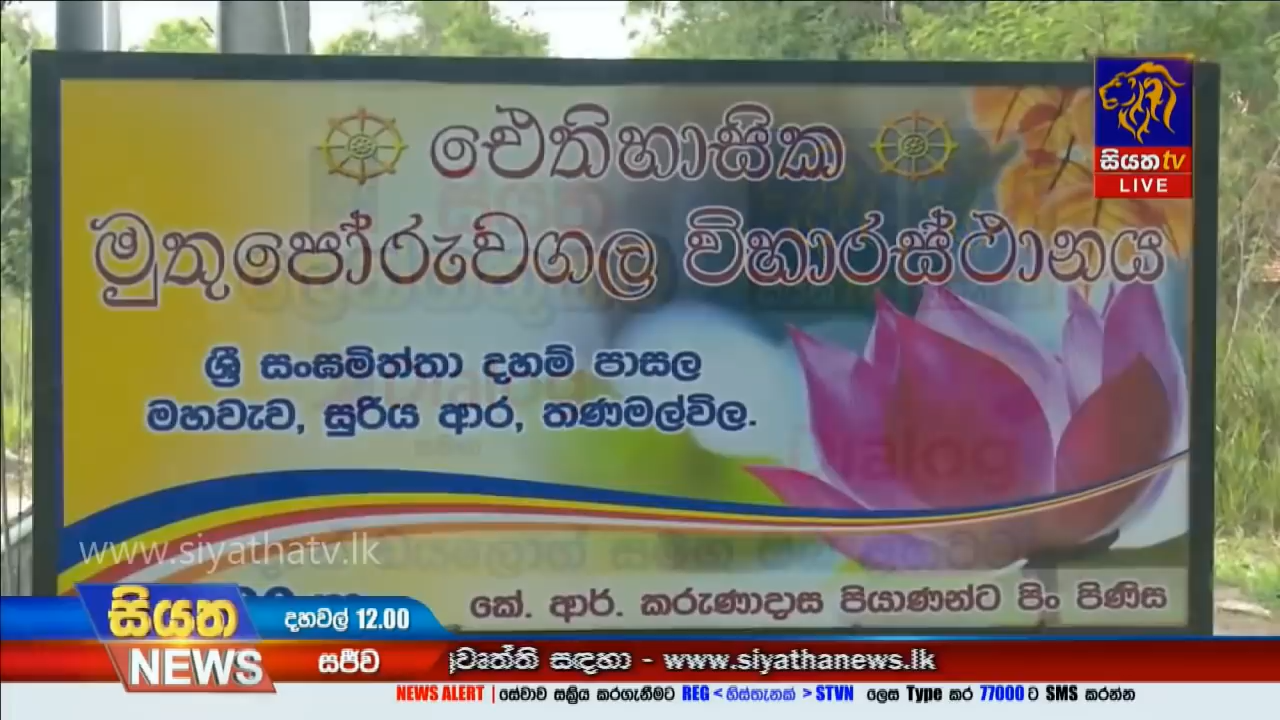 ඓතිහාසික
මුතුපෝරුවගල විහාරස්ථානය
ශ්‍රී සංඝමිත්තා දහම් පාසල
මහවැව, සුරිය ආර, තණමල්විල.
කේ. ආර්. කරුණාදාස පියාණන්ට පිං පිණිස
සියත tv
LIVE
www.siyathatv.lk
සියත
NEWS
දහවල් 12.00
සජීව
වෘත්ති සඳහා - www.siyathanews.lk
NEWS ALERT | සේවාව සක්‍රිය කරගැනීමට REG < හිස්තැනක් > STVN ලෙස Type කර 77000 ට SMS කරන්න